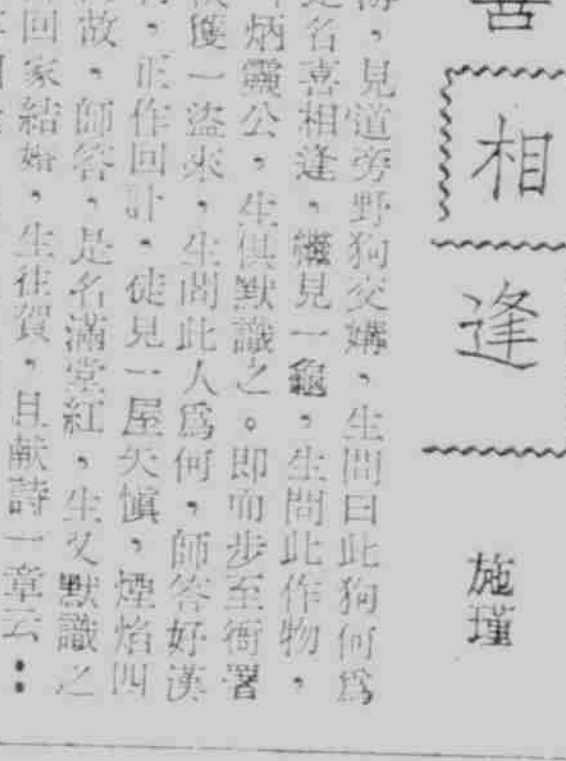 喜相逢
施瑾
游，見道旁野狗交媾，生問曰此狗何爲
是名喜相逢，繼見一龜，生問此作物，
炳靈公，生俱默識之。即而步至衙署
獲一盜來，生問此人爲何，師答好漢
，正作回計，徒見一屋失愼，煙焰四
故，師答，是名滿堂紅，生又默識之
回家結婚，生往賀，且献詩一章云：